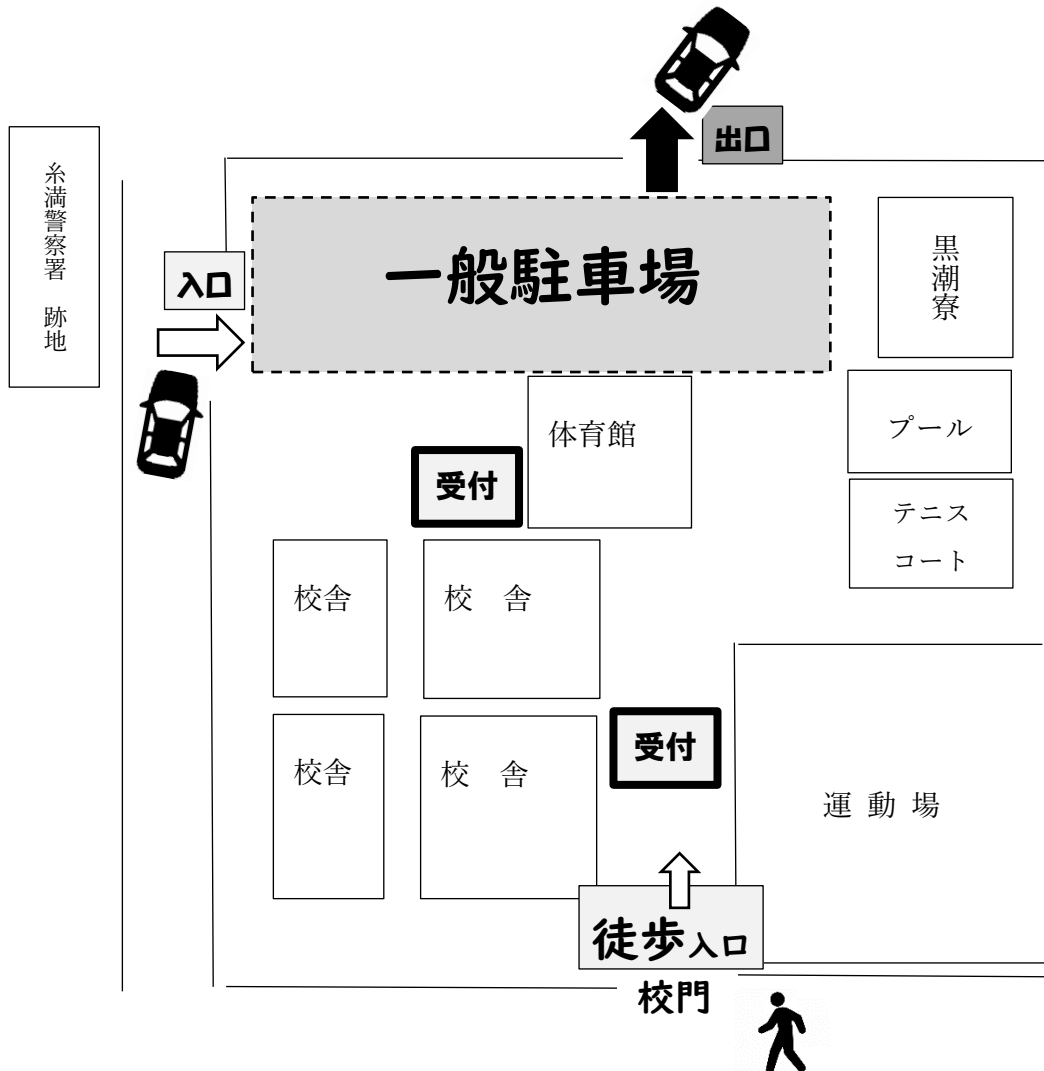 出口
糸満警察署　跡地
入口
一般駐車場
黒潮寮
体育館
プール
受付
テニス
コート
校舎
校　舎
受付
校舎
校　舎
運 動 場
徒歩入口
校門